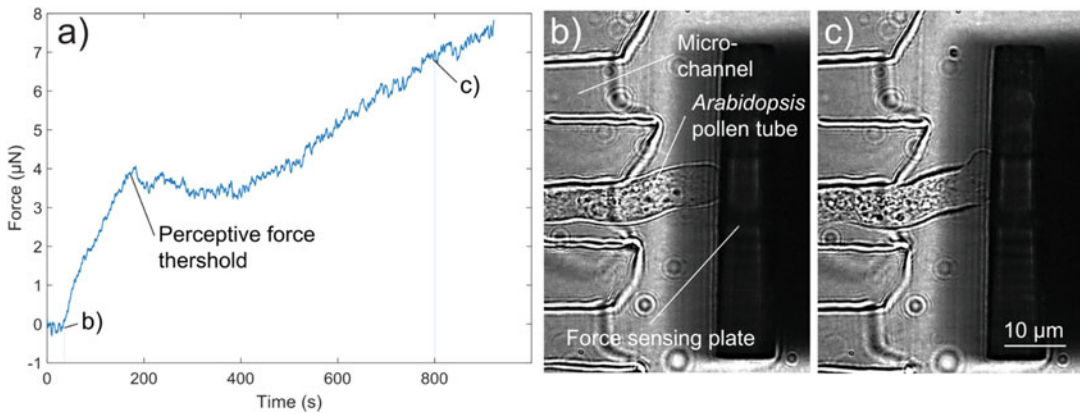 a)
8
7
6
5
4
3
2
1
0
-1
Force (µN)
0
200
400
600
800
Time (s)
Perceptive force
thershold
b)
c)
b)
Micro-
channel
Arabidopsis
pollen tube
Force sensing plate
c)
10 µm